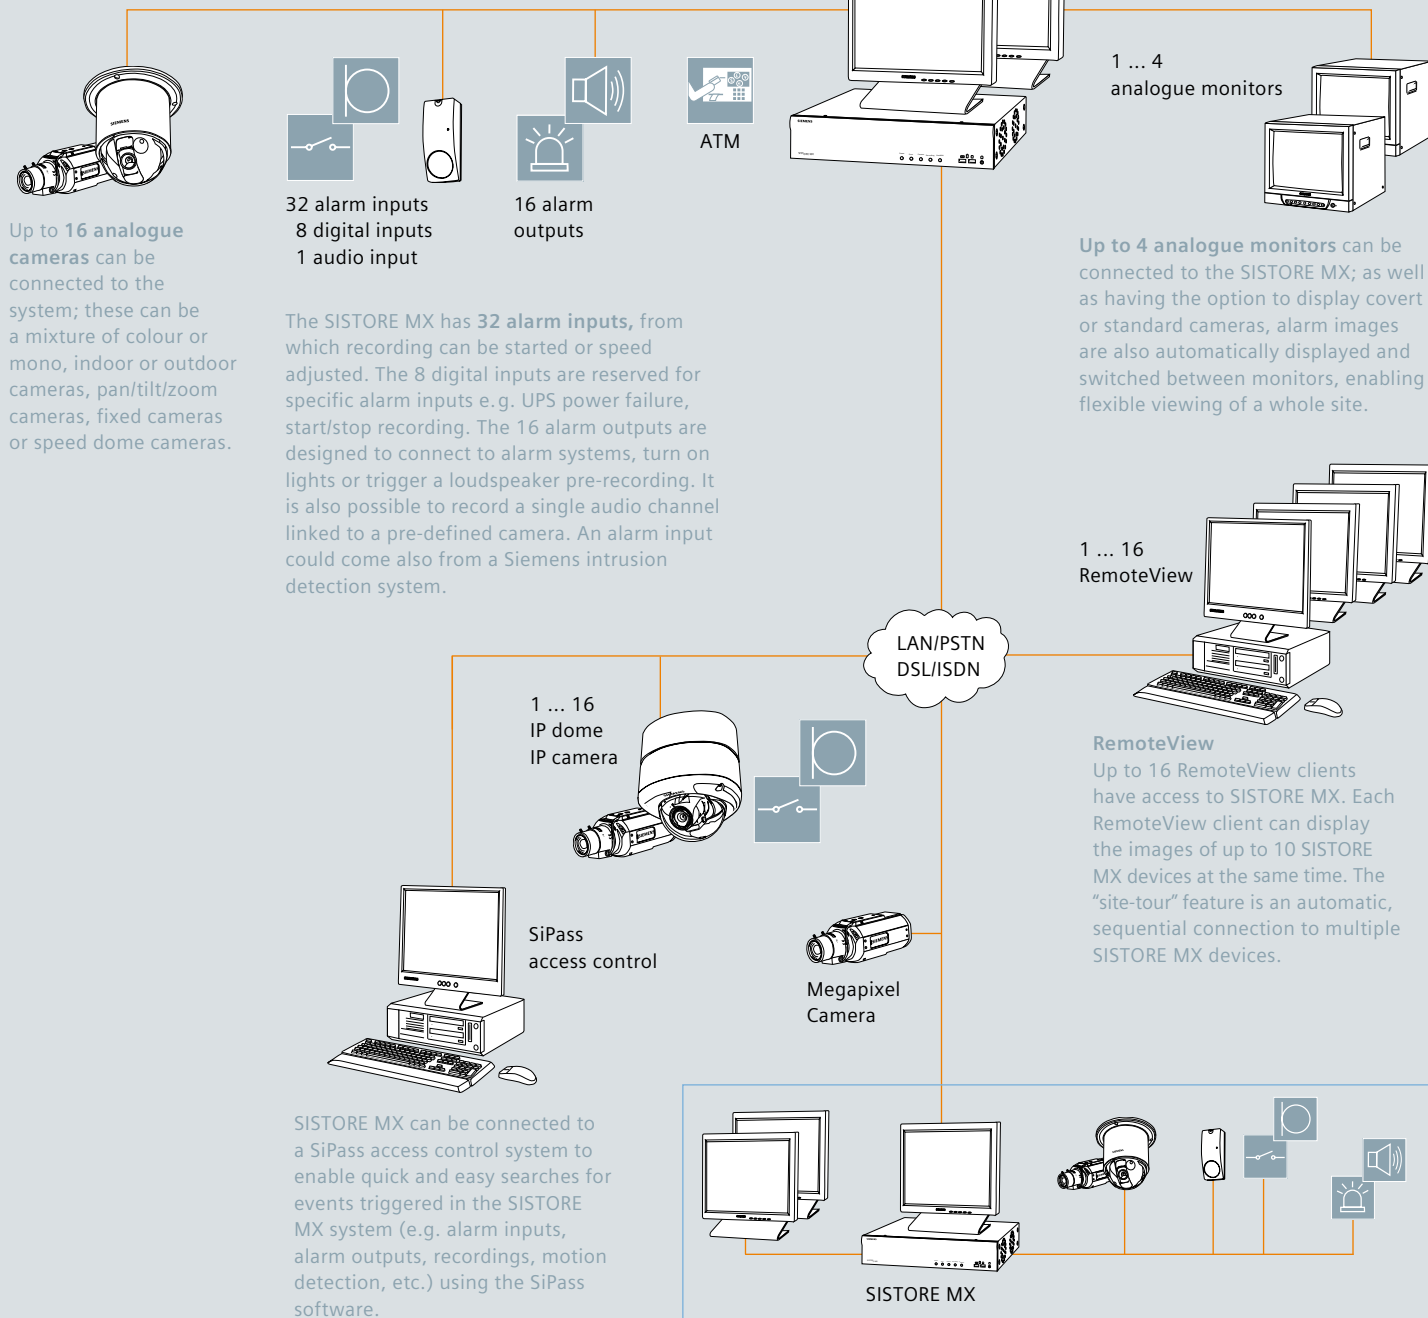 1 ... 4
analogue monitors
ATM
32 alarm inputs
8 digital inputs
1 audio input
16 alarm
outputs
Up to 16 analogue
cameras can be
connected to the
system; these can be
a mixture of colour or
mono, indoor or outdoor
cameras, pan/tilt/zoom
cameras, fixed cameras
or speed dome cameras.
The SISTORE MX has 32 alarm inputs, from
which recording can be started or speed
adjusted. The 8 digital inputs are reserved for
specific alarm inputs e.g. UPS power failure,
start/stop recording. The 16 alarm outputs are
designed to connect to alarm systems, turn on
lights or trigger a loudspeaker pre-recording. It
is also possible to record a single audio channel
linked to a pre-defined camera. An alarm input
could come also from a Siemens intrusion
detection system.
Up to 4 analogue monitors can be
connected to the SISTORE MX; as well
as having the option to display covert
or standard cameras, alarm images
are also automatically displayed and
switched between monitors, enabling
flexible viewing of a whole site.
1 ... 16
RemoteView
LAN/PSTN
DSL/ISDN
1 ... 16
IP dome
IP camera
RemoteView
Up to 16 RemoteView clients
have access to SISTORE MX. Each
RemoteView client can display
the images of up to 10 SISTORE
MX devices at the same time. The
"site-tour" feature is an automatic,
sequential connection to multiple
SISTORE MX devices.
SiPass
access control
Megapixel
Camera
SISTORE MX can be connected to
a SiPass access control system to
enable quick and easy searches for
events triggered in the SISTORE
MX system (e.g. alarm inputs,
alarm outputs, recordings, motion
detection, etc.) using the SiPass
software.
SISTORE MX